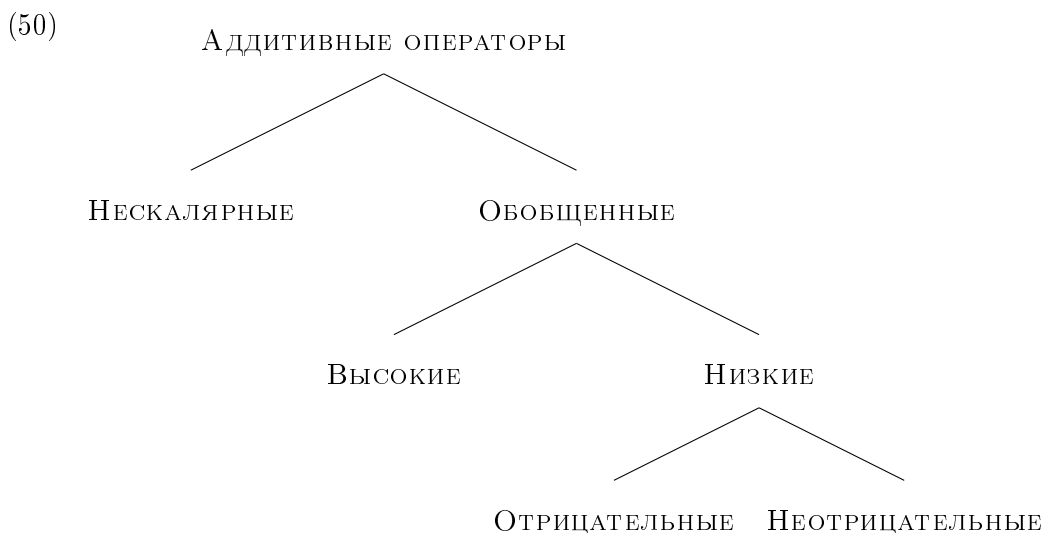 (50)
Аддитивные операторы
Нескалярные Обобщенные
Высокие Низкие
Отрицательные Неотрицательные